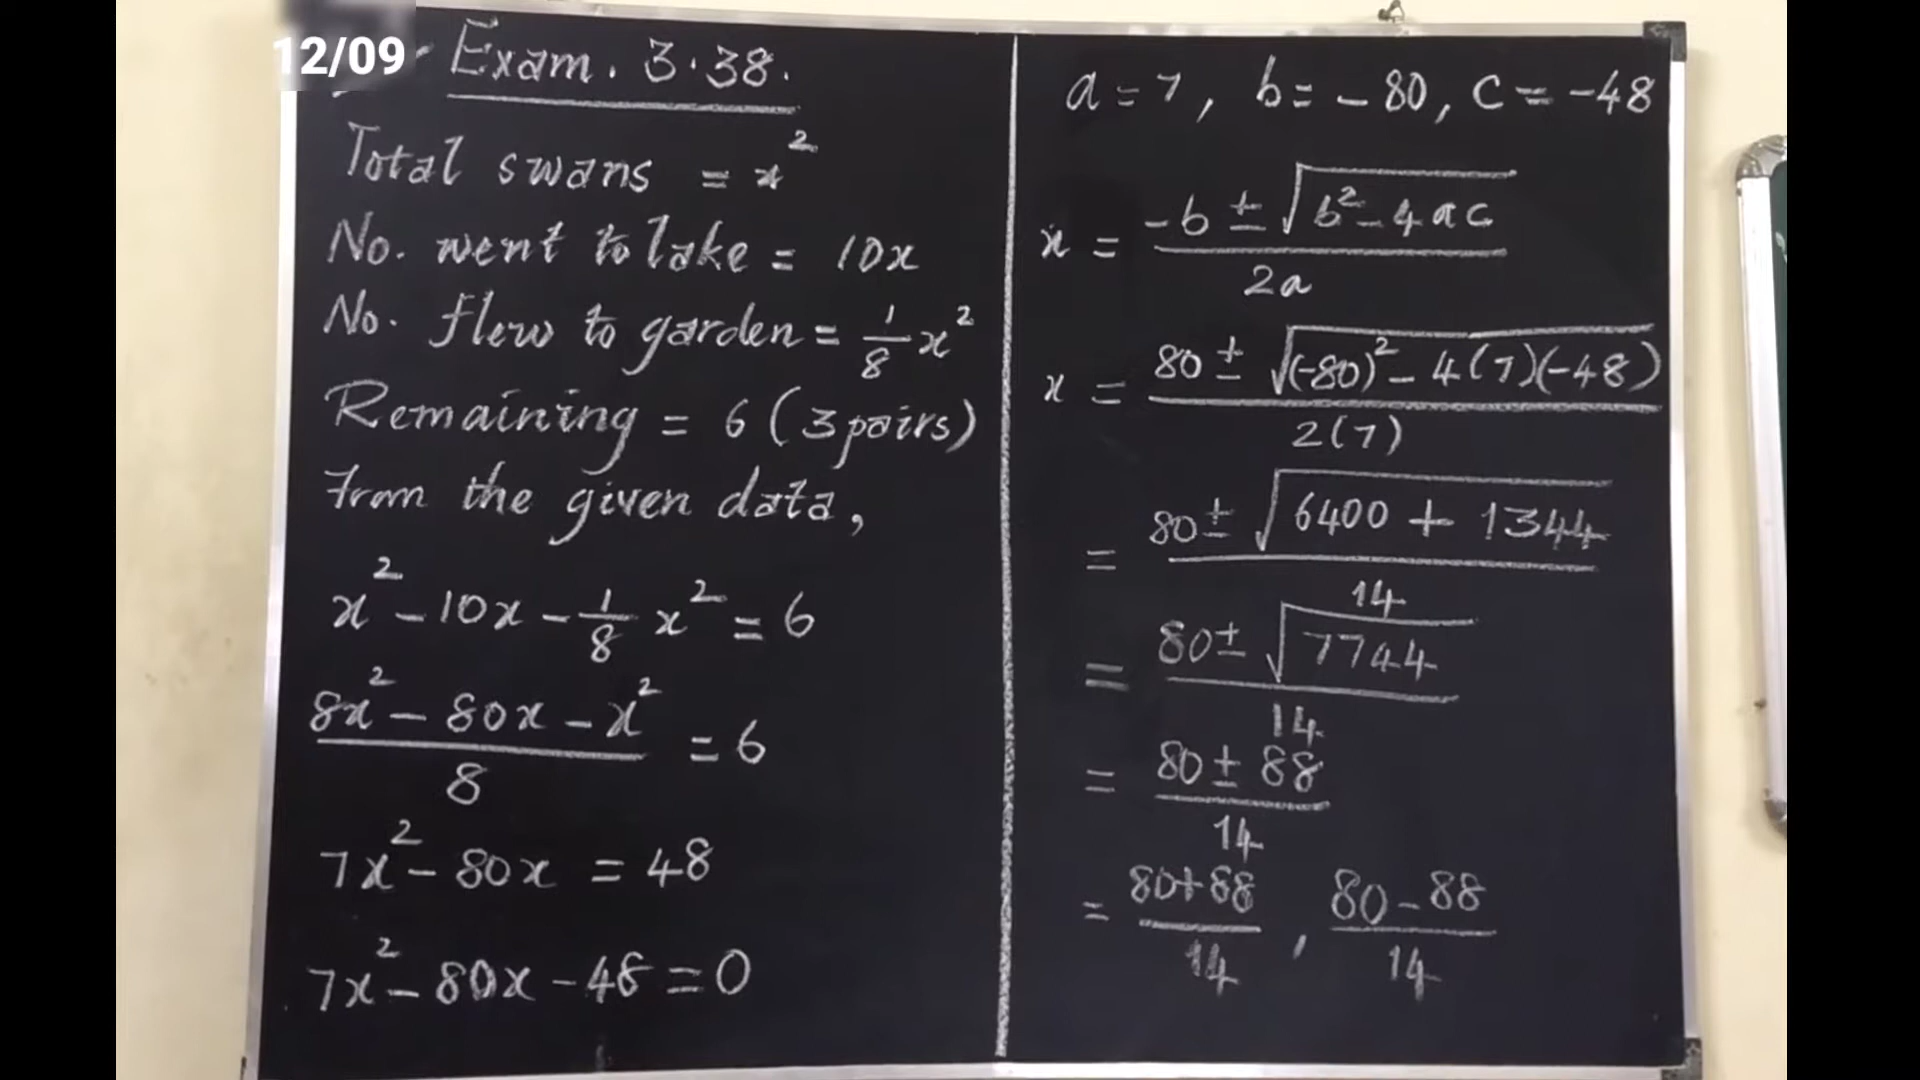 12/09
Exam. 3.38.
Total swans = x²
No. went to lake = 10x
No. flew to garden = 1/8 x²
Remaining = 6 (3 pairs)
From the given data,
x² - 10x - 1/8 x² = 6
(8x² - 80x - x²)/8 = 6
7x² - 80x = 48
7x² - 80x - 48 = 0
a = 7, b = -80, c = -48
x = (-b ± √(b² - 4ac))/2a
x = (80 ± √((-80)² - 4(7)(-48)))/2(7)
= (80 ± √(6400 + 1344))/14
= (80 ± √7744)/14
= (80 ± 88)/14
= (80+88)/14, (80-88)/14